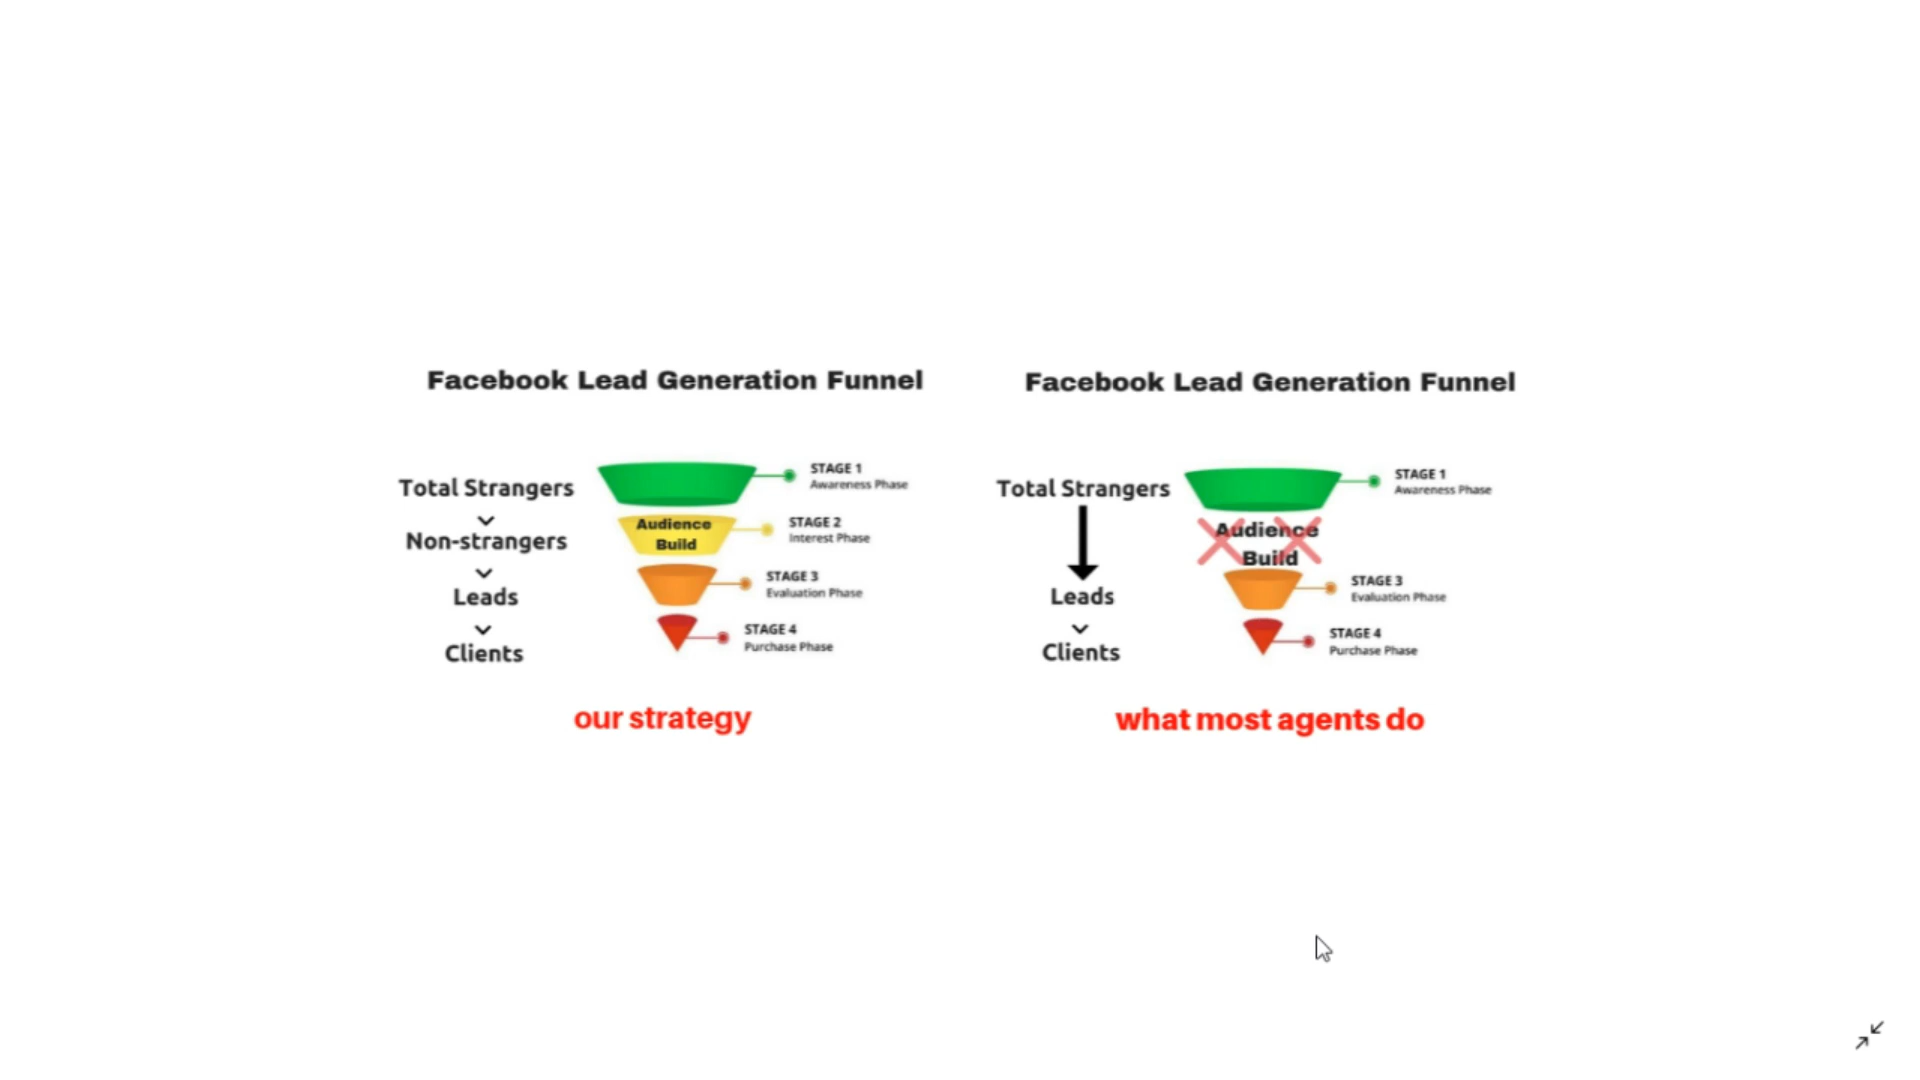 Facebook Lead Generation Funnel
Total Strangers
Non-strangers
Leads
Clients
Audience
Build
STAGE 1
Awareness Phase
STAGE 2
Interest Phase
STAGE 3
Evaluation Phase
STAGE 4
Purchase Phase
our strategy
Facebook Lead Generation Funnel
Total Strangers
Leads
Clients
Audience
Build
STAGE 1
Awareness Phase
STAGE 3
Evaluation Phase
STAGE 4
Purchase Phase
what most agents do